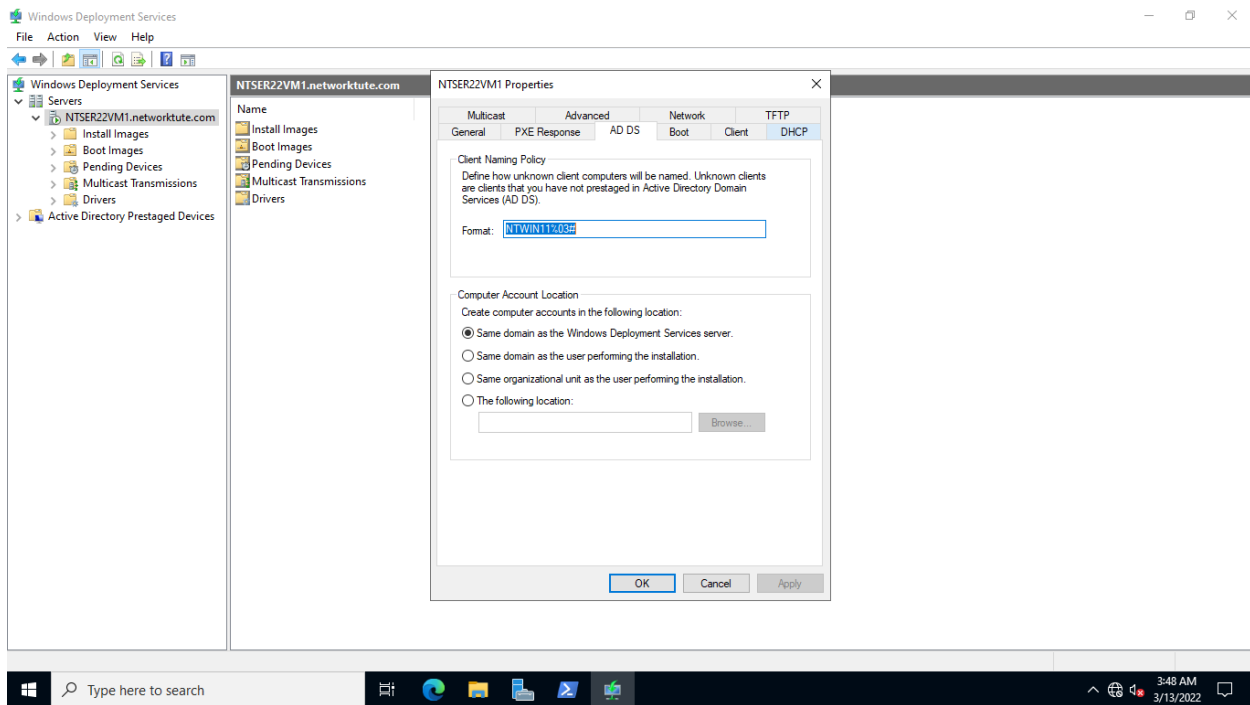 Windows Deployment Services
File Action View Help
Windows Deployment Services
Servers
NTSER22VM1.networktute.com
Install Images
Boot Images
Pending Devices
Multicast Transmissions
Drivers
Active Directory Prestaged Devices
NTSER22VM1.networktute.com
Name
Install Images
Boot Images
Pending Devices
Multicast Transmissions
Drivers
NTSER22VM1 Properties
Multicast Advanced Network TFTP
General PXE Response AD DS Boot Client DHCP
Client Naming Policy
Define how unknown client computers will be named. Unknown clients
are clients that you have not prestaged in Active Directory Domain
Services (AD DS).
Format: NTWIN11%03#
Computer Account Location
Create computer accounts in the following location:
Same domain as the Windows Deployment Services server.
Same domain as the user performing the installation.
Same organizational unit as the user performing the installation.
The following location:
Browse...
OK Cancel Apply
Type here to search
3:48 AM
3/13/2022